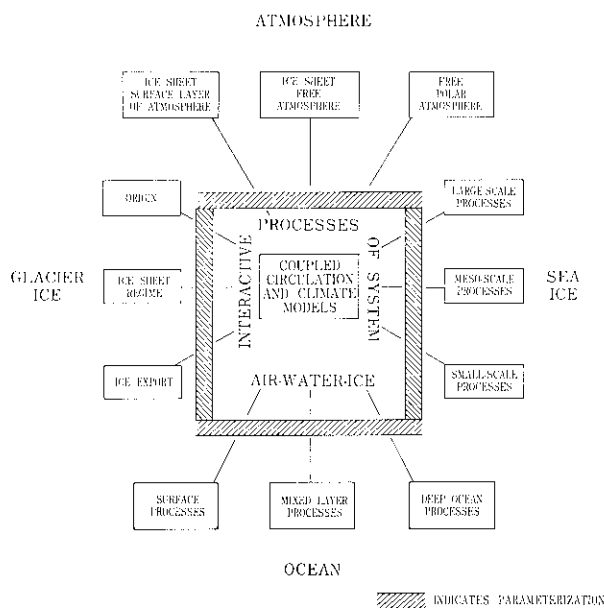 ATMOSPHERE
ICE SHEET
SURFACE LAYER
OF ATMOSPHERE
ICE SHEET
FREE
ATMOSPHERE
FREE
POLAR
ATMOSPHERE
ORIGIN
LARGE-SCALE
PROCESSES
PROCESSES
GLACIER
ICE
ICE SHEET
REGIME
INTERACTIVE
COUPLED
CIRCULATION
AND CLIMATE
MODELS
OF SYSTEM
MESO-SCALE
PROCESSES
SEA
ICE
ICE EXPORT
AIR-WATER-ICE
SMALL-SCALE
PROCESSES
SURFACE
PROCESSES
MIXED LAYER
PROCESSES
DEEP OCEAN
PROCESSES
OCEAN
INDICATES PARAMETERIZATION